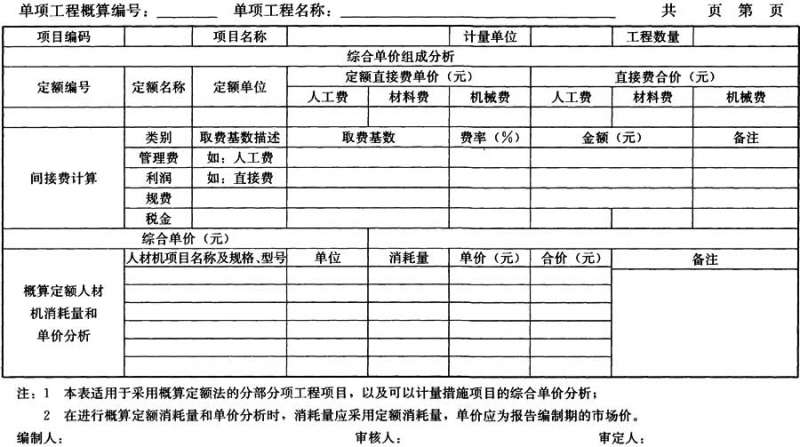 单项工程概算编号：______ 单项工程名称：______________________ 共 页 第 页
项目编码 项目名称 计量单位 工程数量
综合单价组成分析
定额编号 定额名称 定额单位 定额直接费单价（元） 直接费合价（元）
人工费 材料费 机械费 人工费 材料费 机械费
间接费计算 类别 取费基数描述 取费基数 费率（%） 金额（元） 备注
管理费 如：人工费
利润 如：直接费
规费
税金
综合单价（元）
概算定额人材机消耗量和单价分析 人材机项目名称及规格、型号 单位 消耗量 单价（元） 合价（元） 备注
注：1 本表适用于采用概算定额法的分部分项工程项目，以及可以计量措施项目的综合单价分析；
2 在进行概算定额消耗量和单价分析时，消耗量应采用定额消耗量，单价应为报告编制期的市场价。
编制人： 审核人： 审定人：